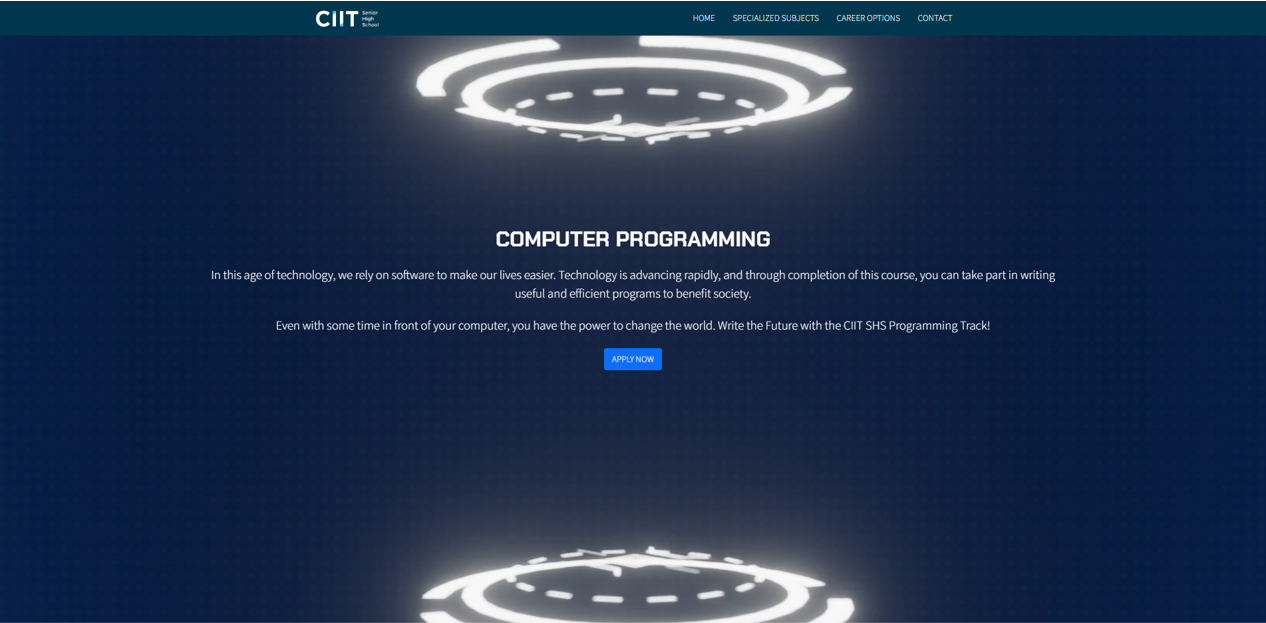 CIIT Senior High School
HOME SPECIALIZED SUBJECTS CAREER OPTIONS CONTACT
COMPUTER PROGRAMMING
In this age of technology, we rely on software to make our lives easier. Technology is advancing rapidly, and through completion of this course, you can take part in writing
useful and efficient programs to benefit society.
Even with some time in front of your computer, you have the power to change the world. Write the Future with the CIIT SHS Programming Track!
APPLY NOW